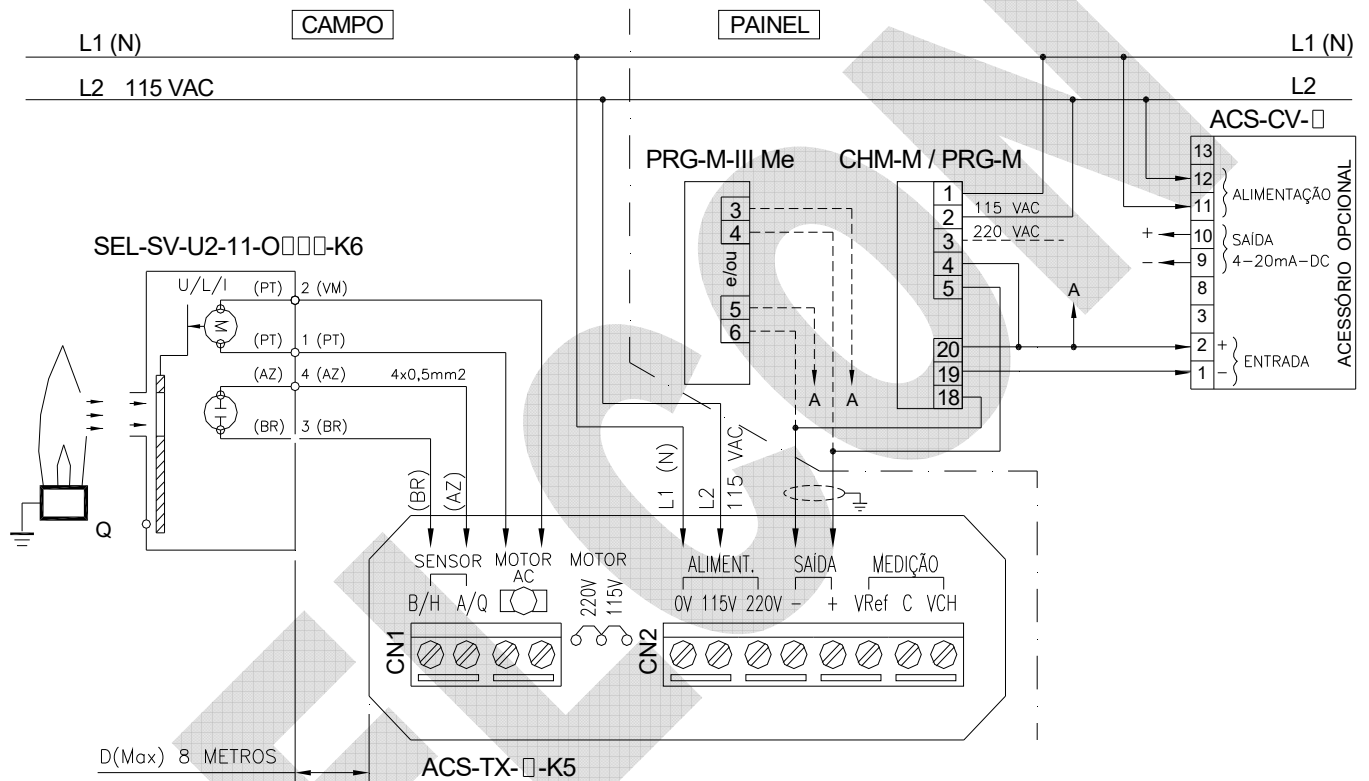 CAMPO
PAINEL
L1 (N)
L1 (N)
L2 115 VAC
L2
ACS-CV-□
PRG-M-III Me
CHM-M / PRG-M
13
12
11
10
9
8
3
2
1
ALIMENTAÇÃO
+
-
SAÍDA
4-20mA-DC
+
-
ENTRADA
ACESSÓRIO OPCIONAL
3
4
e/ou
5
6
A
A
1
2
3
4
5
20
19
18
115 VAC
220 VAC
A
SEL-SV-U2-11-O□□□-K6
U/L/I
M
(PT)
2 (VM)
(PT)
1 (PT)
(AZ)
4 (AZ)
4x0,5mm2
(BR)
3 (BR)
Q
(BR)
(AZ)
L1 (N)
L2
115 VAC
SENSOR
MOTOR
AC
MOTOR
ALIMENT.
SAÍDA
MEDIÇÃO
B/H
A/Q
220V
115V
0V
115V
220V
-
+
VRef
C
VCH
CN1
CN2
D(Max) 8 METROS
ACS-TX-□-K5
ELCOM